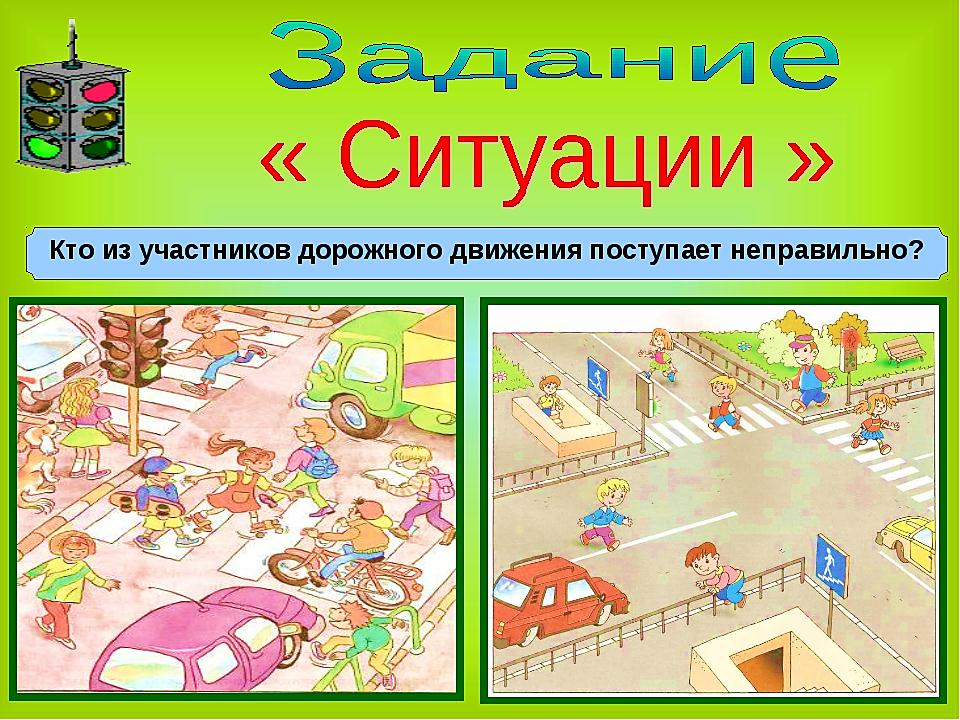 Задание
« Ситуации »
Кто из участников дорожного движения поступает неправильно?